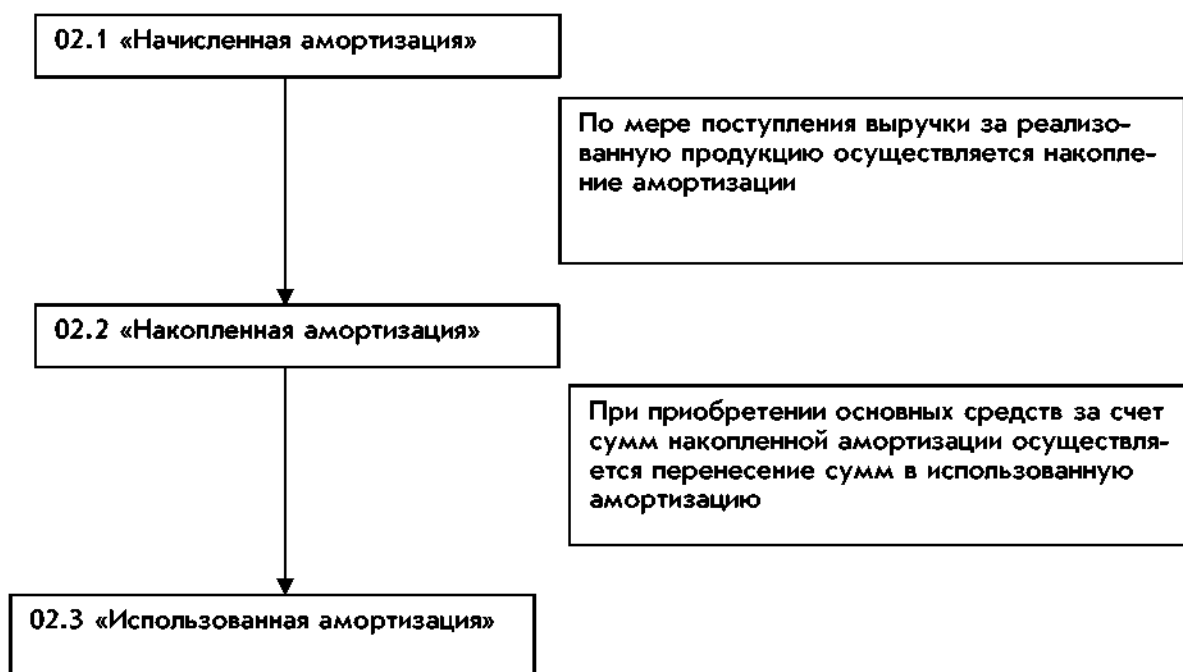 02.1 «Начисленная амортизация»
По мере поступления выручки за реализо-
ванную продукцию осуществляется накопле-
ние амортизации
02.2 «Накопленная амортизация»
При приобретении основных средств за счет
сумм накопленной амортизации осуществля-
ется перенесение сумм в использованную
амортизацию
02.3 «Использованная амортизация»